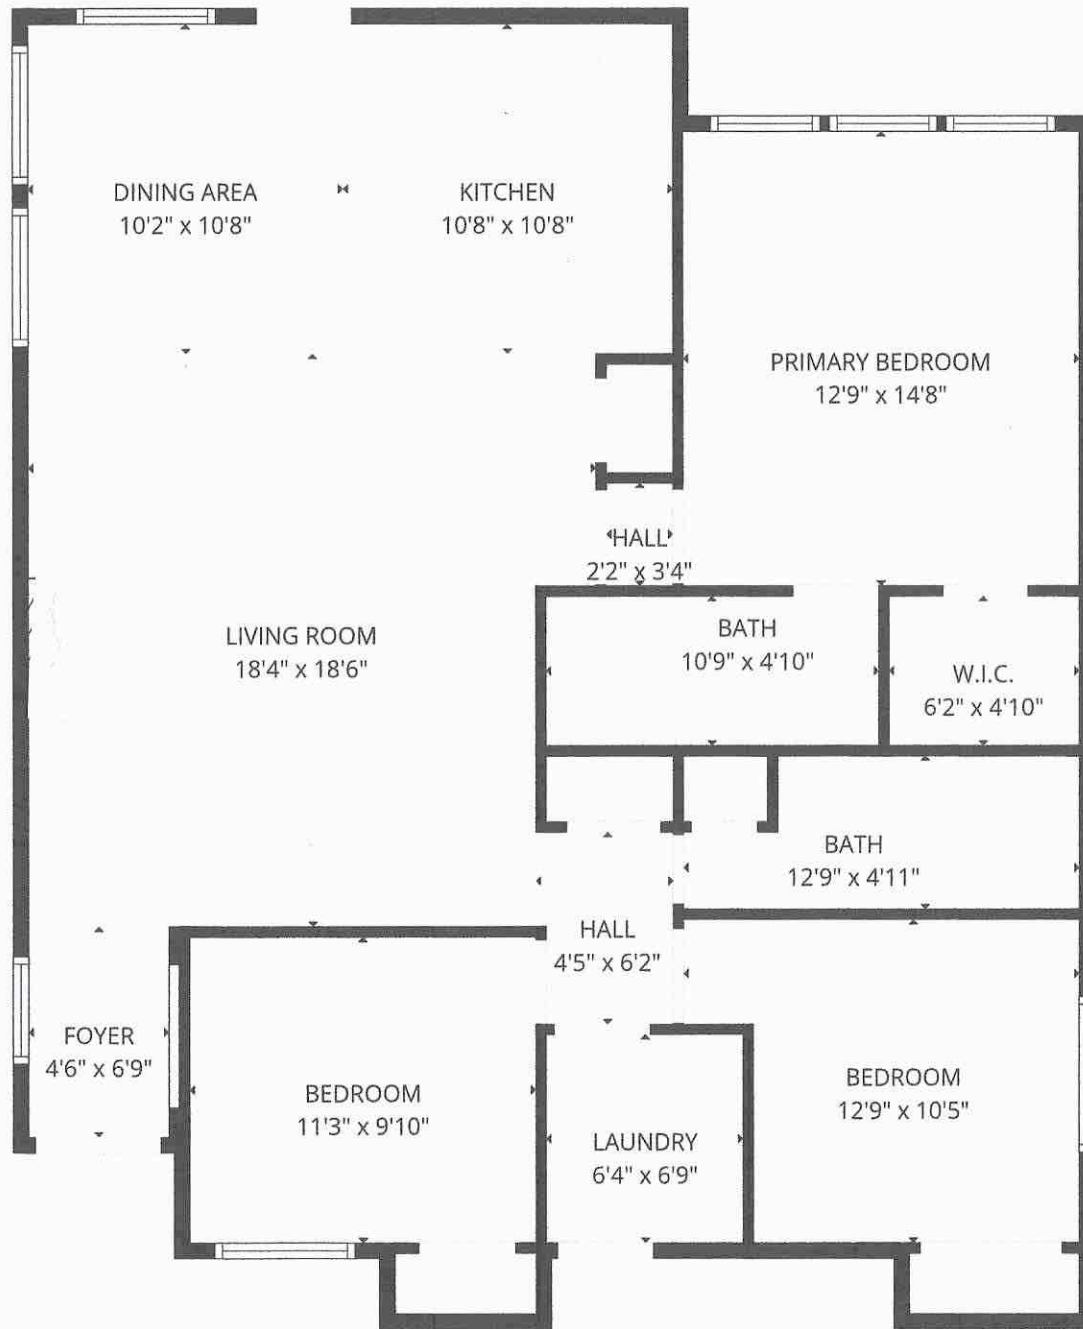 DINING AREA
10'2" x 10'8"
KITCHEN
10'8" x 10'8"
PRIMARY BEDROOM
12'9" x 14'8"
HALL
2'2" x 3'4"
LIVING ROOM
18'4" x 18'6"
BATH
10'9" x 4'10"
W.I.C.
6'2" x 4'10"
BATH
12'9" x 4'11"
HALL
4'5" x 6'2"
FOYER
4'6" x 6'9"
BEDROOM
11'3" x 9'10"
LAUNDRY
6'4" x 6'9"
BEDROOM
12'9" x 10'5"